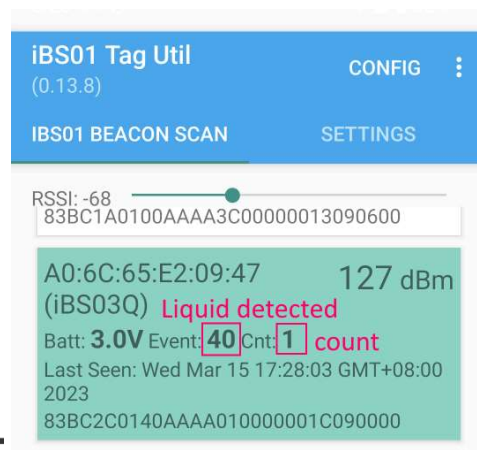 iBS01 Tag Util
CONFIG
(0.13.8)
IBS01 BEACON SCAN
SETTINGS
RSSI: -68
83BC1A0100AAAA3C00000013090600
A0:6C:65:E2:09:47
127 dBm
(iBS03Q) Liquid detected
Batt: 3.0V Event: 40 Cnt: 1 count
Last Seen: Wed Mar 15 17:28:03 GMT+08:00
2023
83BC2C0140AAAA010000001C090000